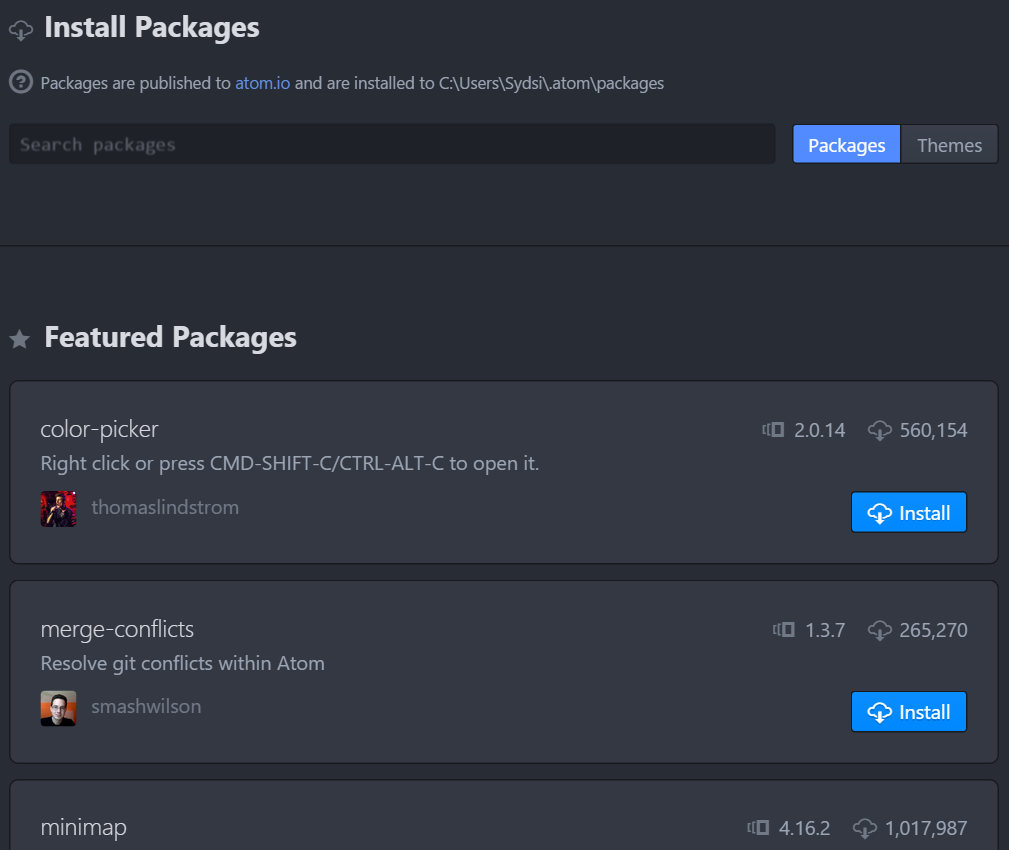 Install Packages
Packages are published to atom.io and are installed to C:\Users\Sydsi\.atom\packages
Search packages
Packages
Themes
Featured Packages
color-picker
2.0.14
560,154
Right click or press CMD-SHIFT-C/CTRL-ALT-C to open it.
thomaslindstrom
Install
merge-conflicts
1.3.7
265,270
Resolve git conflicts within Atom
smashwilson
Install
minimap
4.16.2
1,017,987